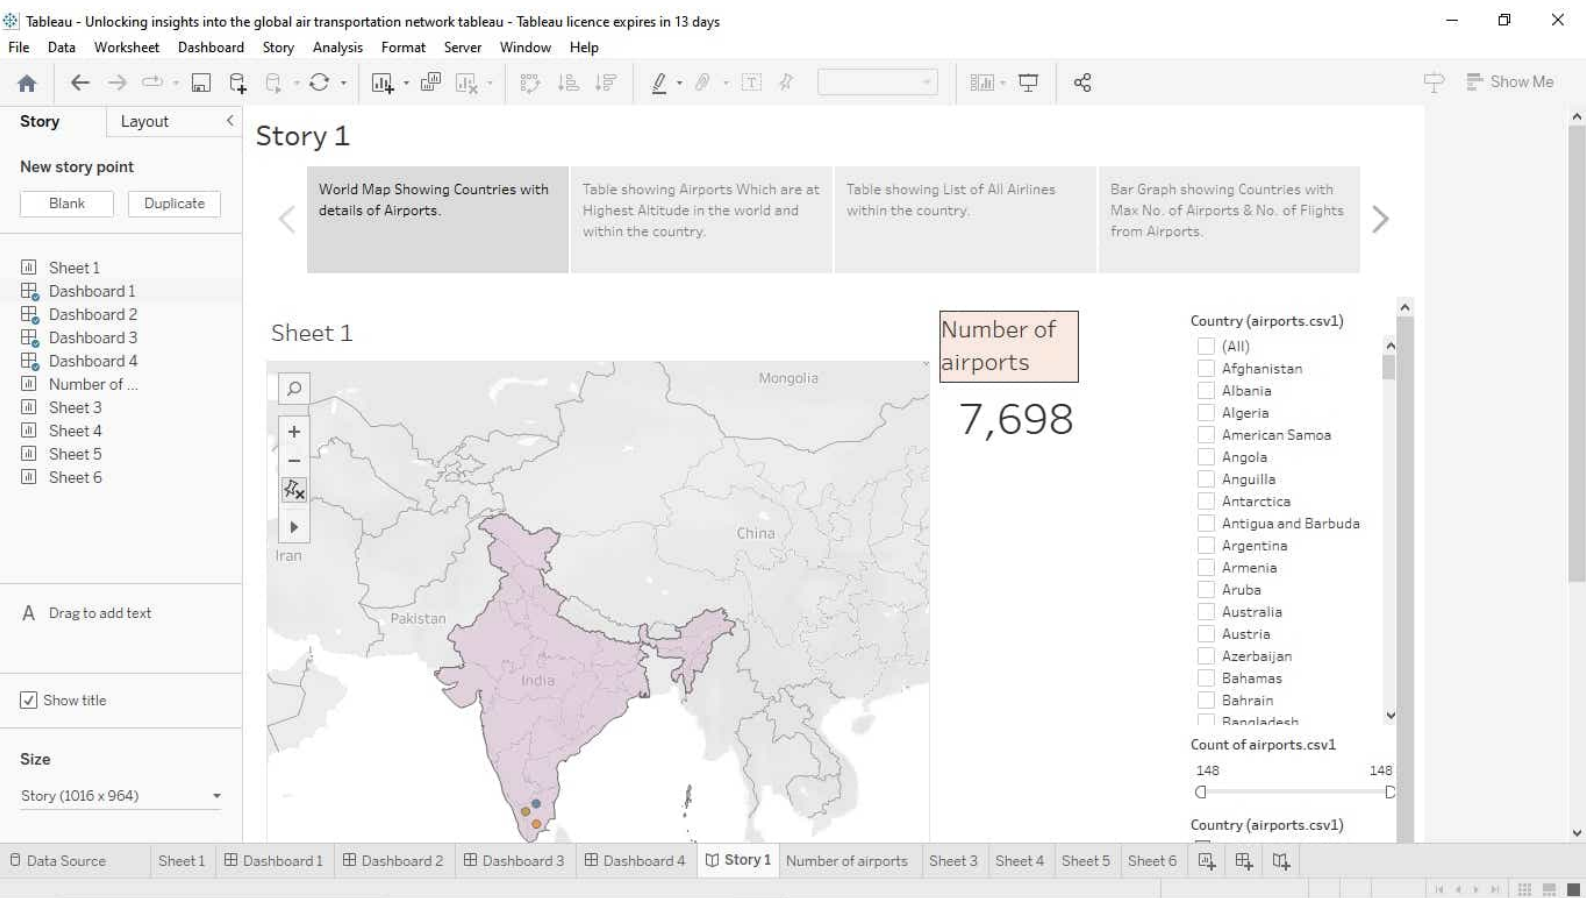 Tableau - Unlocking insights into the global air transportation network tableau - Tableau licence expires in 13 days
File Data Worksheet Dashboard Story Analysis Format Server Window Help
Show Me
Story Layout
New story point
Blank Duplicate
Sheet 1
Dashboard 1
Dashboard 2
Dashboard 3
Dashboard 4
Number of ...
Sheet 3
Sheet 4
Sheet 5
Sheet 6
A Drag to add text
Show title
Size
Story (1016 x 964)
Story 1
World Map Showing Countries with
details of Airports.
Table showing Airports Which are at
Highest Altitude in the world and
within the country.
Table showing List of All Airlines
within the country.
Bar Graph showing Countries with
Max No. of Airports & No. of Flights
from Airports.
Sheet 1
Mongolia
China
Iran
Pakistan
India
Number of
airports
7,698
Country (airports.csv1)
(All)
Afghanistan
Albania
Algeria
American Samoa
Angola
Anguilla
Antarctica
Antigua and Barbuda
Argentina
Armenia
Aruba
Australia
Austria
Azerbaijan
Bahamas
Bahrain
Bangladesh
Count of airports.csv1
148 148
Country (airports.csv1)
Data Source Sheet 1 Dashboard 1 Dashboard 2 Dashboard 3 Dashboard 4 Story 1 Number of airports Sheet 3 Sheet 4 Sheet 5 Sheet 6